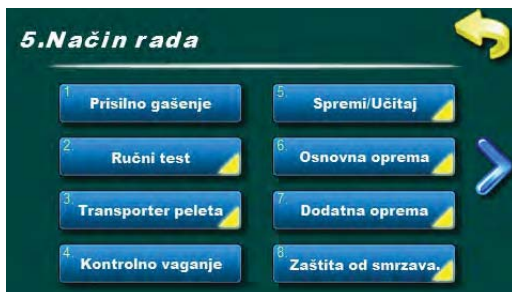 5.Način rada
1
Prisilno gašenje
2.
Ručni test
3.
Transporter peleta
4.
Kontrolno vaganje
5.
Spremi/Učitaj
6.
Osnovna oprema
7.
Dodatna oprema
8.
Zaštita od smrzava.